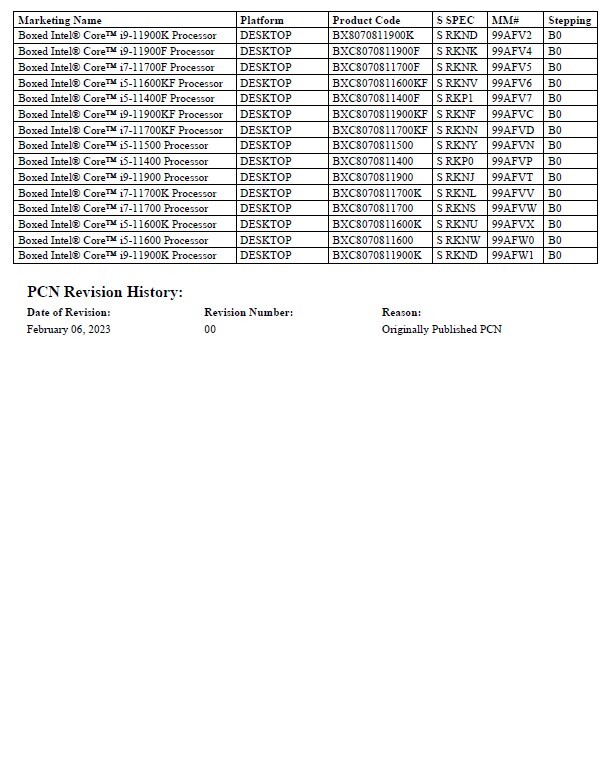 Marketing Name Platform Product Code S SPEC MM# Stepping
Boxed Intel® Core™ i9-11900K Processor DESKTOP BX8070811900K S RKND 99AFV2 B0
Boxed Intel® Core™ i9-11900F Processor DESKTOP BXC8070811900F S RKNK 99AFV4 B0
Boxed Intel® Core™ i7-11700F Processor DESKTOP BXC8070811700F S RKNR 99AFV5 B0
Boxed Intel® Core™ i5-11600KF Processor DESKTOP BXC8070811600KF S RKNV 99AFV6 B0
Boxed Intel® Core™ i5-11400F Processor DESKTOP BXC8070811400F S RKP1 99AFV7 B0
Boxed Intel® Core™ i9-11900KF Processor DESKTOP BXC8070811900KF S RKNF 99AFVC B0
Boxed Intel® Core™ i7-11700KF Processor DESKTOP BXC8070811700KF S RKNN 99AFVD B0
Boxed Intel® Core™ i5-11500 Processor DESKTOP BXC8070811500 S RKNY 99AFVN B0
Boxed Intel® Core™ i5-11400 Processor DESKTOP BXC8070811400 S RKP0 99AFVP B0
Boxed Intel® Core™ i9-11900 Processor DESKTOP BXC8070811900 S RKNJ 99AFVT B0
Boxed Intel® Core™ i7-11700K Processor DESKTOP BXC8070811700K S RKNL 99AFVV B0
Boxed Intel® Core™ i7-11700 Processor DESKTOP BXC8070811700 S RKNS 99AFVW B0
Boxed Intel® Core™ i5-11600K Processor DESKTOP BXC8070811600K S RKNU 99AFVX B0
Boxed Intel® Core™ i5-11600 Processor DESKTOP BXC8070811600 S RKNW 99AFW0 B0
Boxed Intel® Core™ i9-11900K Processor DESKTOP BXC8070811900K S RKND 99AFW1 B0
PCN Revision History:
Date of Revision: Revision Number: Reason:
February 06, 2023 00 Originally Published PCN